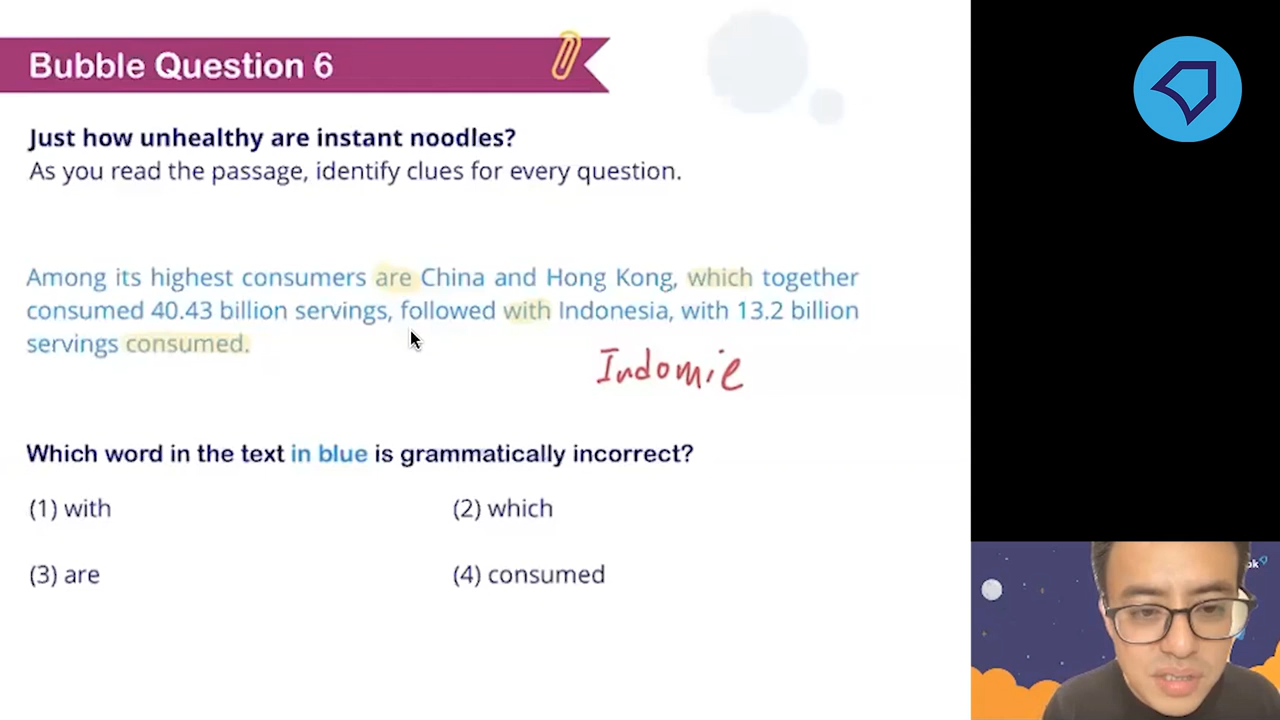 Bubble Question 6
Just how unhealthy are instant noodles?
As you read the passage, identify clues for every question.
Among its highest consumers are China and Hong Kong, which together
consumed 40.43 billion servings, followed with Indonesia, with 13.2 billion
servings consumed.
Indomie
Which word in the text in blue is grammatically incorrect?
(1) with
(2) which
(3) are
(4) consumed